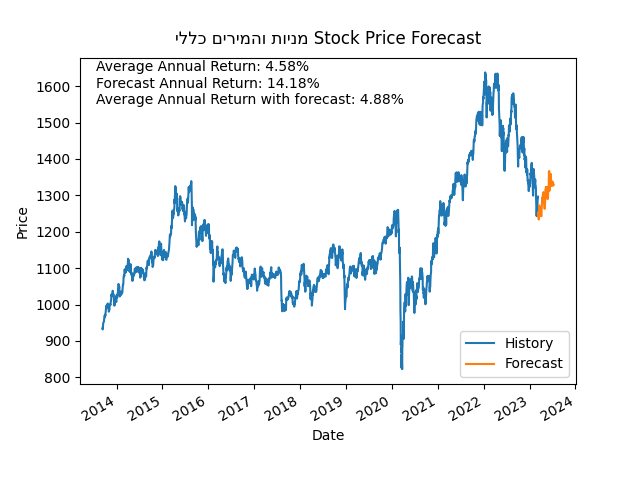 מניות והמירים כללי Stock Price Forecast
Average Annual Return: 4.58%
Forecast Annual Return: 14.18%
Average Annual Return with forecast: 4.88%
1600
1500
1400
1300
1200
1100
1000
900
800
Price
History
Forecast
2014 2015 2016 2017 2018 2019 2020 2021 2022 2023 2024
Date